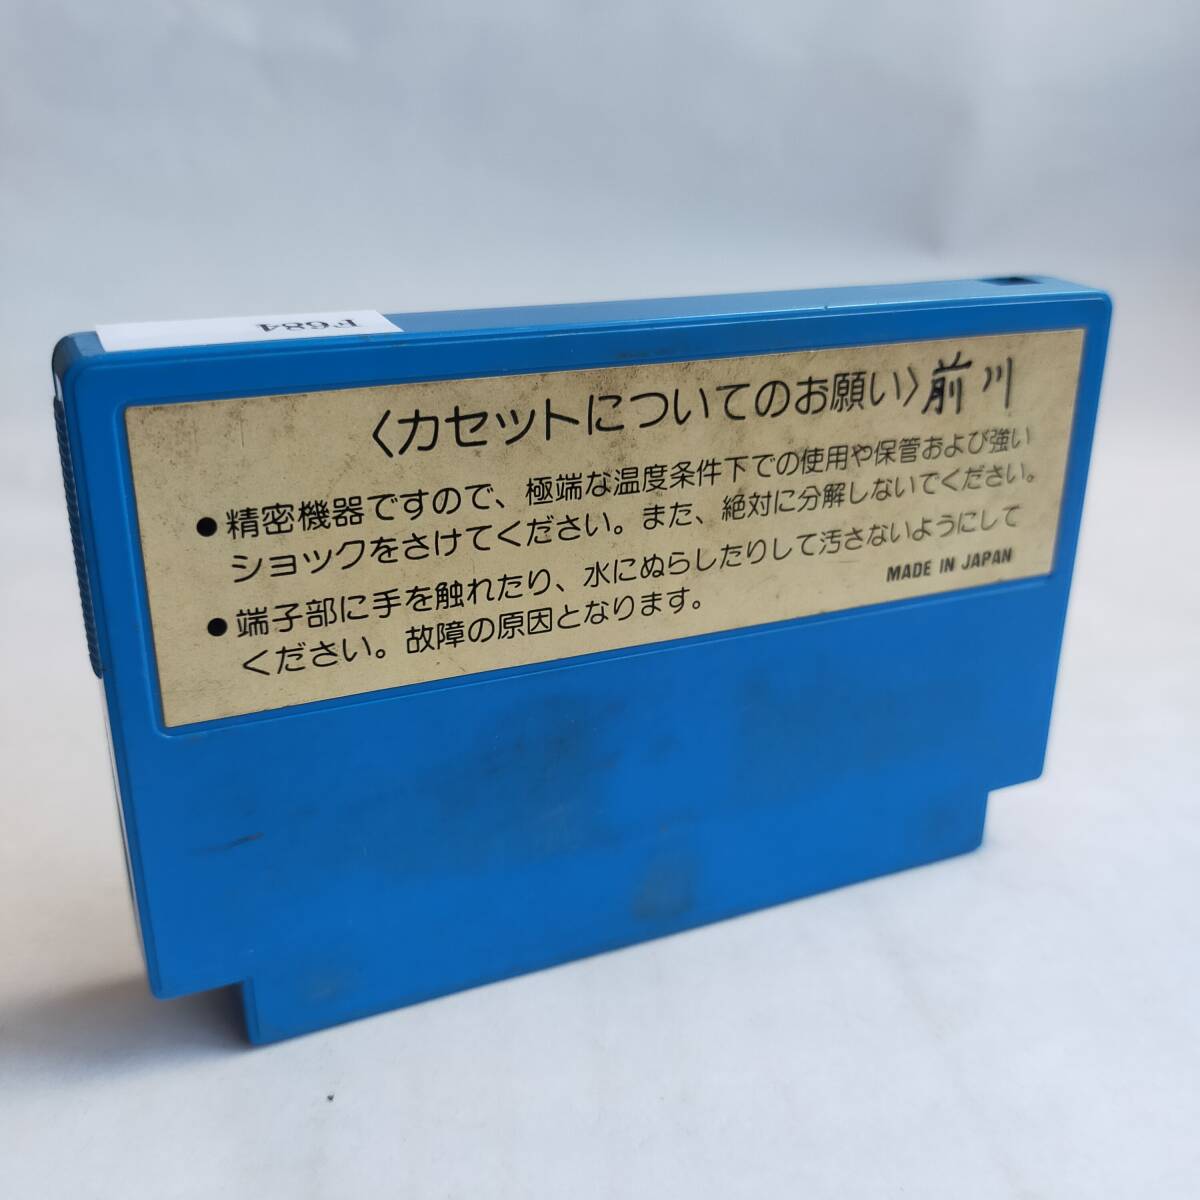 F684
〈カセットについてのお願い〉前川
●精密機器ですので、極端な温度条件下での使用や保管および強い
ショックをさけてください。また、絶対に分解しないでください。
●端子部に手を触れたり、水にぬらしたりして汚さないようにして
ください。故障の原因となります。
MADE IN JAPAN